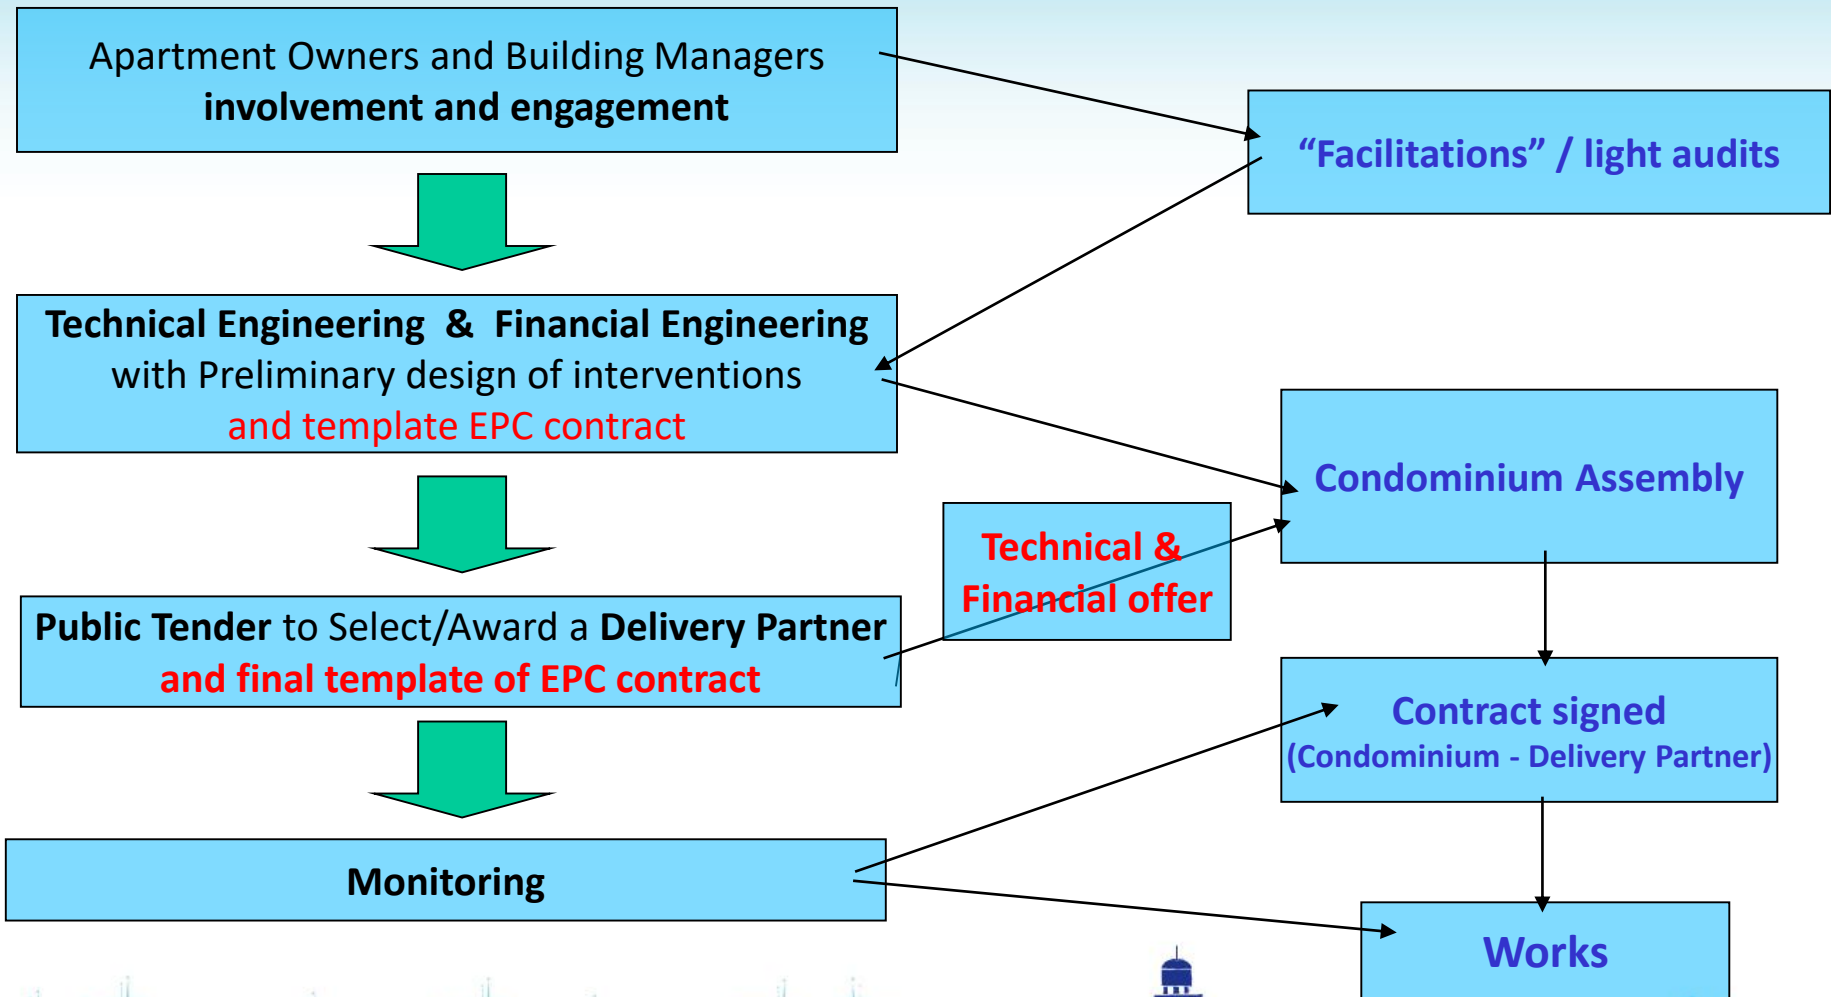 Apartment Owners and Building Managers
involvement and engagement
“Facilitations” / light audits
Technical Engineering & Financial Engineering
with Preliminary design of interventions
and template EPC contract
Condominium Assembly
Technical &
Financial offer
Public Tender to Select/Award a Delivery Partner
and final template of EPC contract
Contract signed
(Condominium - Delivery Partner)
Monitoring
Works